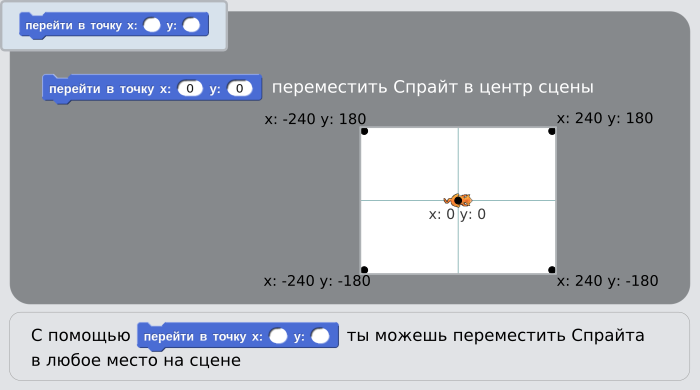 перейти в точку x: y:
перейти в точку x: 0 y: 0 переместить Спрайт в центр сцены
x: -240 y: 180 x: 240 y: 180
x: 0 y: 0
x: -240 y: -180 x: 240 y: -180
С помощью перейти в точку x: y: ты можешь переместить Спрайта
в любое место на сцене